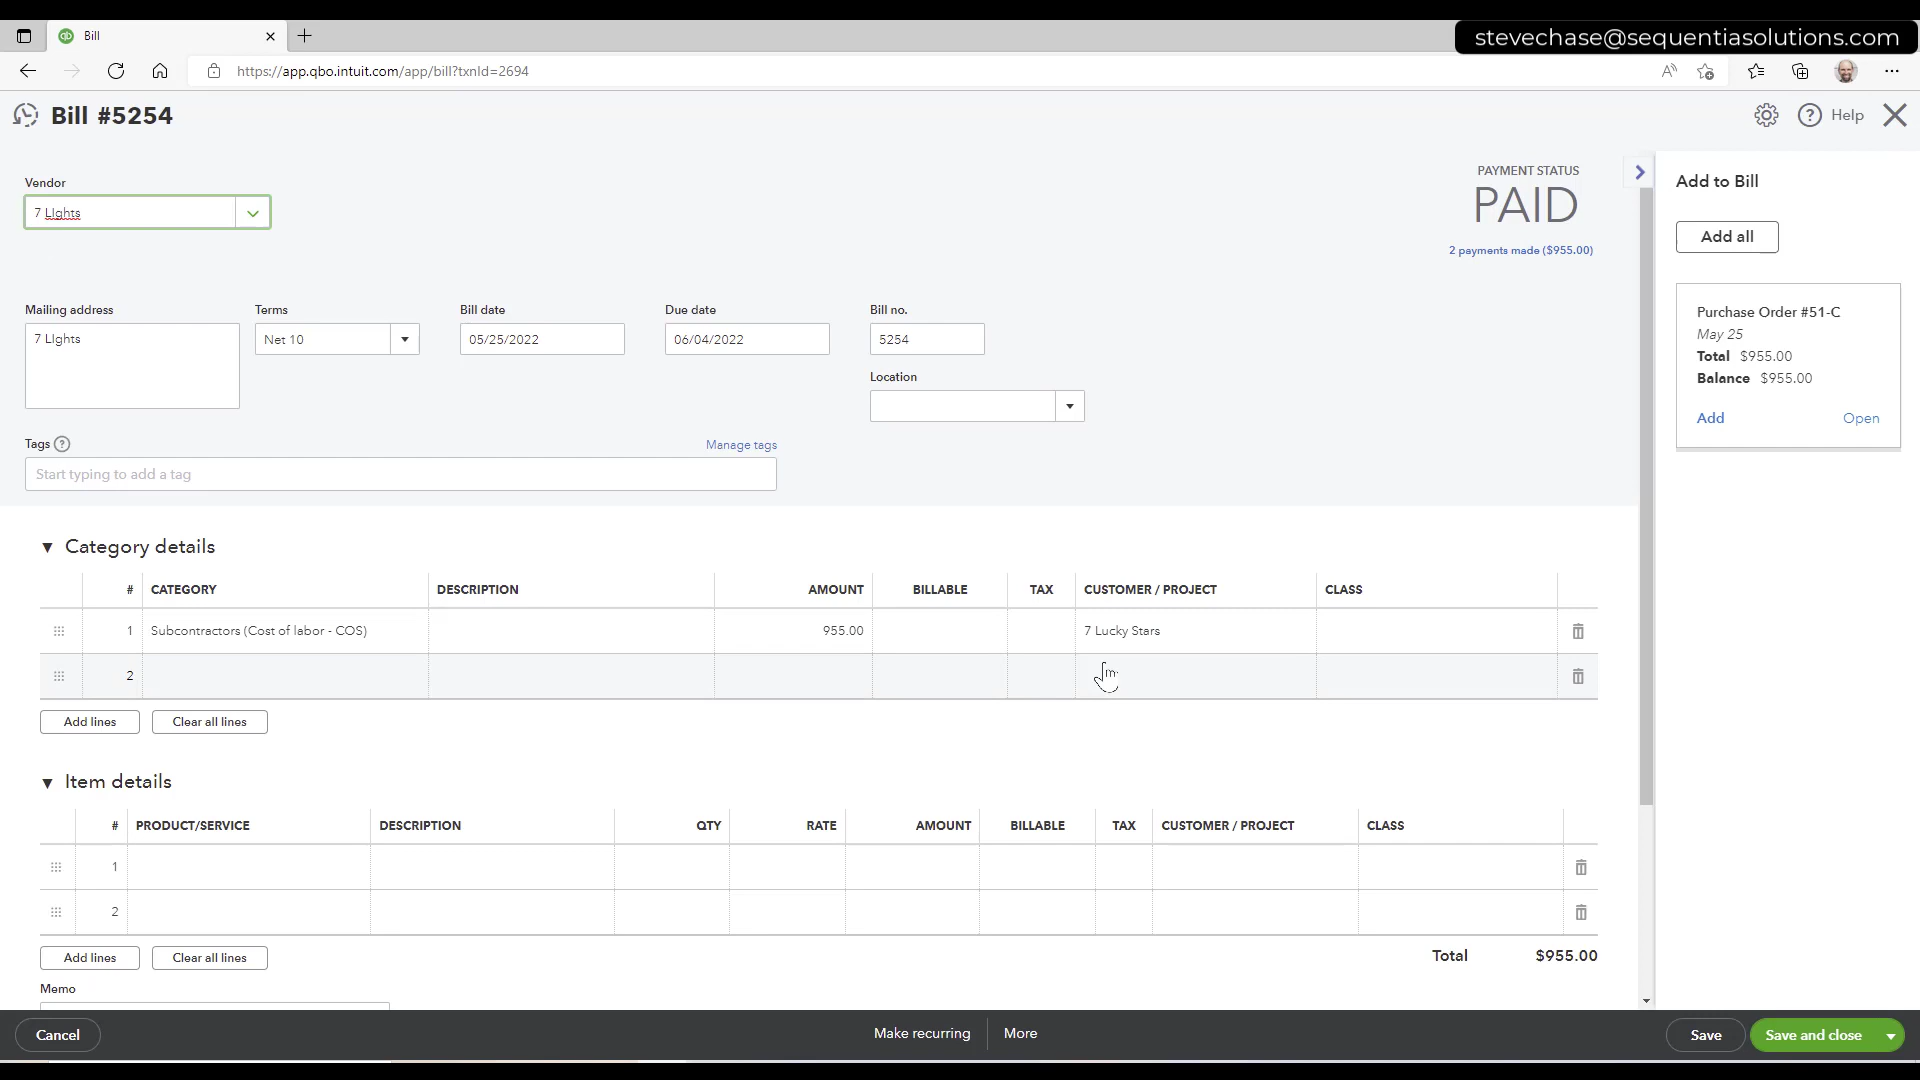 Bill
stevechase@sequentiasolutions.com
https://app.qbo.intuit.com/app/bill?txnId=2694
Bill #5254
Help
Vendor
7 LIghts
PAYMENT STATUS
PAID
2 payments made ($955.00)
Add to Bill
Add all
Purchase Order #51-C
May 25
Total $955.00
Balance $955.00
Add Open
Mailing address
7 LIghts
Terms
Net 10
Bill date
05/25/2022
Due date
06/04/2022
Bill no.
5254
Location
Tags ?
Manage tags
Start typing to add a tag
Category details
# CATEGORY DESCRIPTION AMOUNT BILLABLE TAX CUSTOMER / PROJECT CLASS
1 Subcontractors (Cost of labor - COS) 955.00 7 Lucky Stars
2
Add lines Clear all lines
Item details
# PRODUCT/SERVICE DESCRIPTION QTY RATE AMOUNT BILLABLE TAX CUSTOMER / PROJECT CLASS
1
2
Add lines Clear all lines
Total $955.00
Memo
Cancel Make recurring More Save Save and close